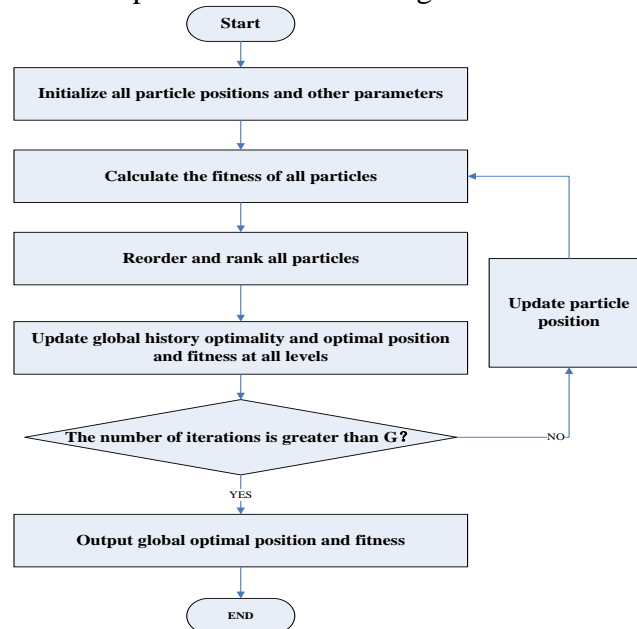 Start
Initialize all particle positions and other parameters
Calculate the fitness of all particles
Reorder and rank all particles
Update particle
position
Update global history optimality and optimal position
and fitness at all levels
The number of iterations is greater than G?
NO
YES
Output global optimal position and fitness
END